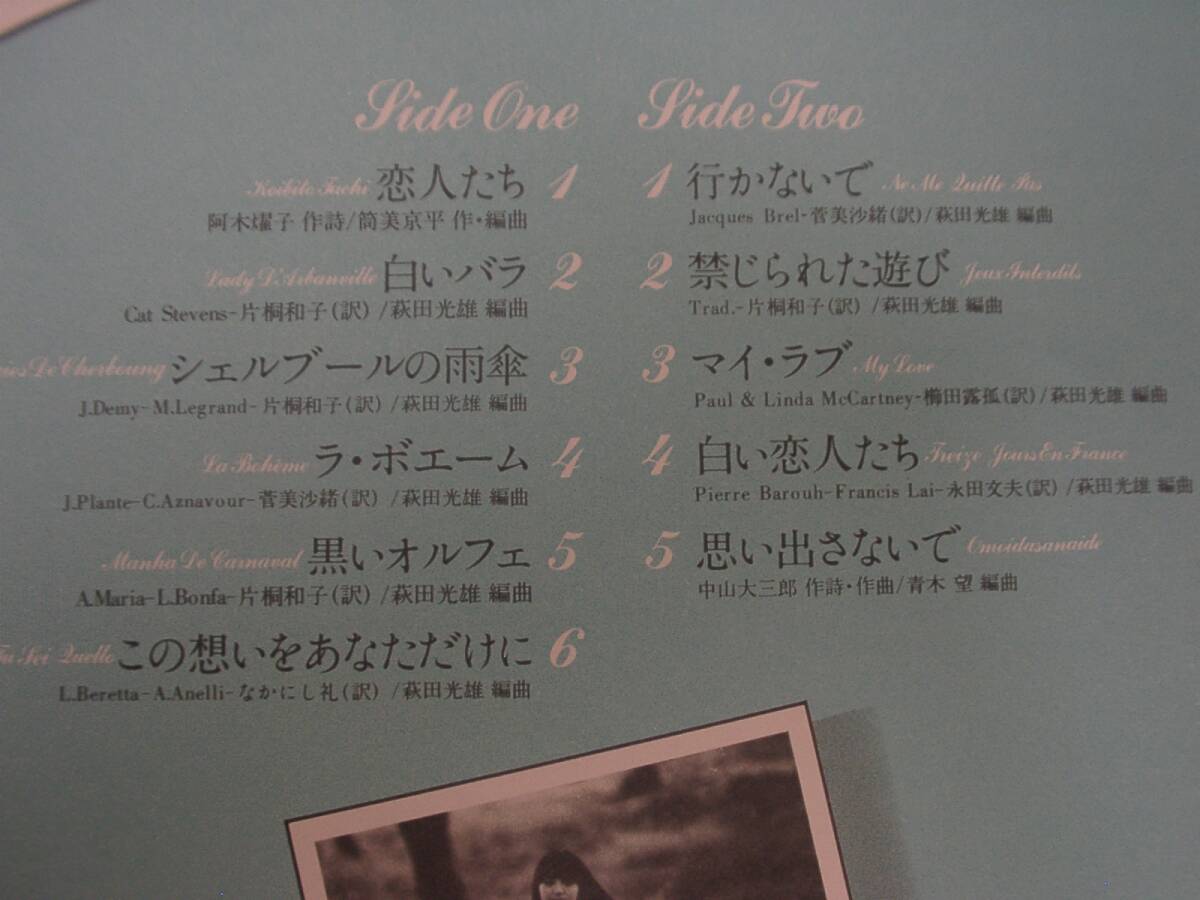 Side One
Koibito Tachi 恋人たち 1
阿木燿子 作詩/筒美京平 作・編曲
Lady D'Arbanville 白いバラ 2
Cat Stevens-片桐和子(訳) /萩田光雄 編曲
De Cherboung シェルブールの雨傘 3
J.Demy- M.Legrand-片桐和子(訳) /萩田光雄 編曲
La Bohème ラ・ボエーム 4
J.Plante-C.Aznavour-菅美沙緒(訳) /萩田光雄 編曲
Manha De Carnaval 黒いオルフェ 5
A.Maria-L.Bonfa-片桐和子(訳) /萩田光雄 編曲
Tu Sei Quello この想いをあなただけに 6
L.Beretta-A.Anelli-なかにし礼(訳) /萩田光雄 編曲
Side Two
1 行かないで Ne Me Quitte Pas
Jacques Brel-菅美沙緒(訳)/萩田光雄 編曲
2 禁じられた遊び Jeux Interdits
Trad.-片桐和子(訳) /萩田光雄 編曲
3 マイ・ラブ My Love
Paul & Linda McCartney-櫛田露孤(訳)/萩田光雄 編曲
4 白い恋人たち Treize Jours En France
Pierre Barouh-Francis Lai-永田文夫(訳) /萩田光雄 編曲
5 思い出さないで Omoidasanaide
中山大三郎 作詩・作曲/青木 望 編曲